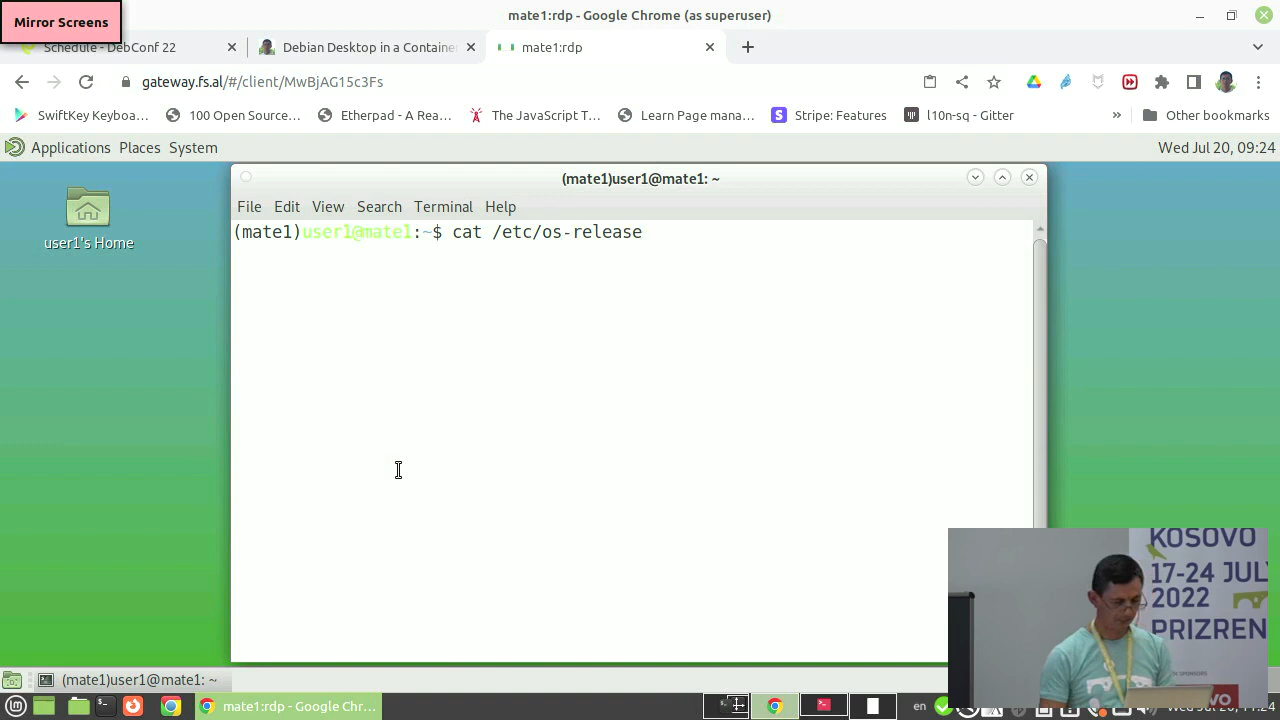 Mirror Screens
mate1:rdp - Google Chrome (as superuser)
Schedule - DebConf 22
Debian Desktop in a Container
mate1:rdp
gateway.fs.al/#/client/MwBjAG15c3Fs
SwiftKey Keyboa...
100 Open Source...
Etherpad - A Rea...
The JavaScript T...
Learn Page mana...
Stripe: Features
l10n-sq - Gitter
»
Other bookmarks
Applications Places System
Wed Jul 20, 09:24
user1's Home
(mate1)user1@mate1: ~
File Edit View Search Terminal Help
(mate1)user1@mate1:~$ cat /etc/os-release
KOSOVO
17-24 JULY
2022
PRIZREN
SPONSORS
(mate1)user1@mate1: ~
mate1:rdp - Google Chr...
en